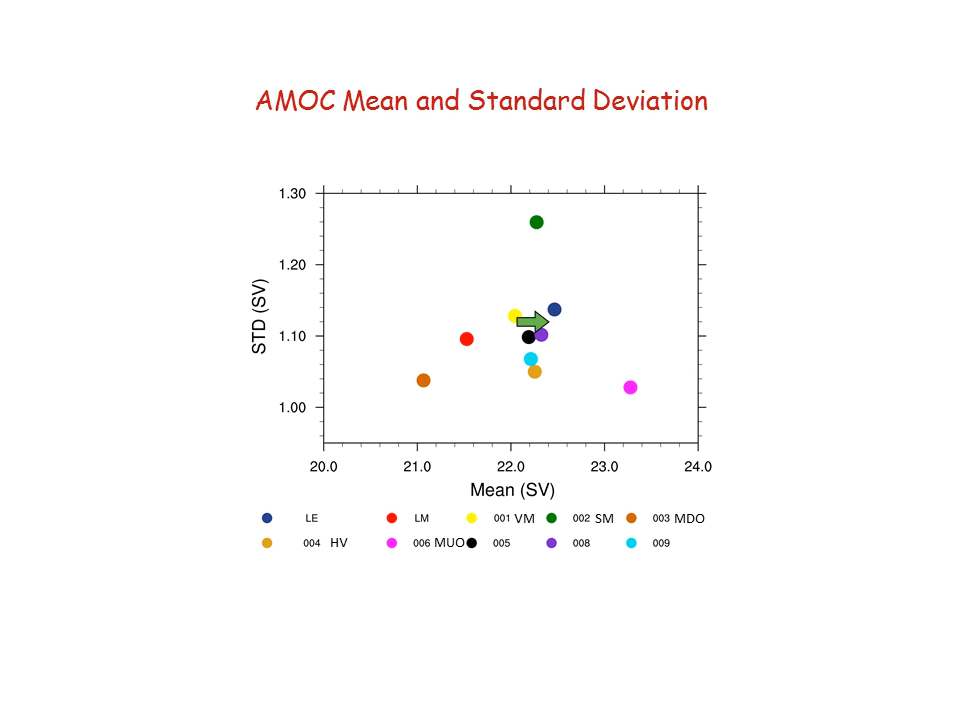 AMOC Mean and Standard Deviation
1.30
1.20
1.10
1.00
STD (SV)
20.0 21.0 22.0 23.0 24.0
Mean (SV)
LE LM 001 VM 002 SM 003 MDO
004 HV 006 MUO 005 008 009